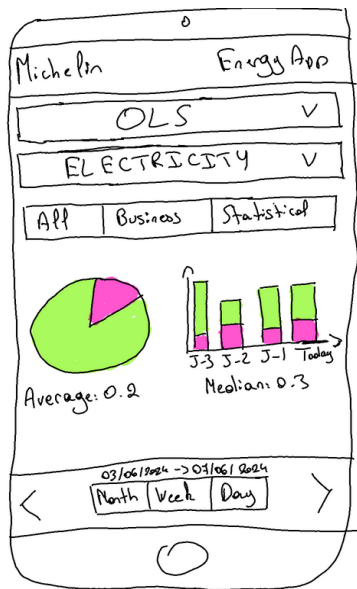 Michelin Energy App
OLS
ELECTRICITY
All Business Statistical
J-3 J-2 J-1 Today
Average: 0.2
Median: 0.3
03/06/2024 -> 07/06/2024
Month Week Day